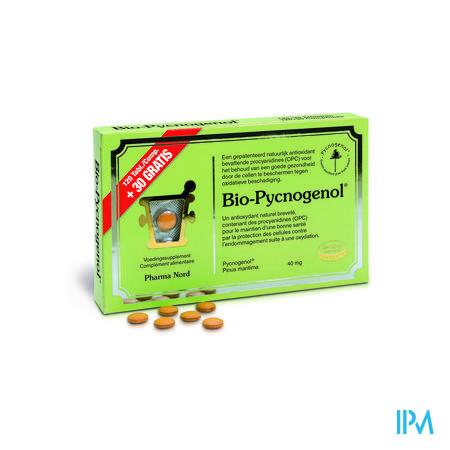 Bio-Pycnogenol®
120 Tabl./Comp.
+ 30 GRATIS
Bio-Pycnogenol®
Een gepatenteerd natuurlijk antioxidant
bevattende procyanidines (OPC) voor
het behoud van een goede gezondheid
door de cellen te beschermen tegen
oxidatieve beschadiging.
Pycnogenol®
Bio-Pycnogenol®
Un antioxydant naturel breveté,
contenant des procyanidines (OPC)
pour le maintien d'une bonne santé
par la protection des cellules contre
l'endommagement suite à une oxydation.
Voedingssupplement
Complément alimentaire
Pharma Nord
Pycnogenol®
Pinus maritima
40 mg
IPM